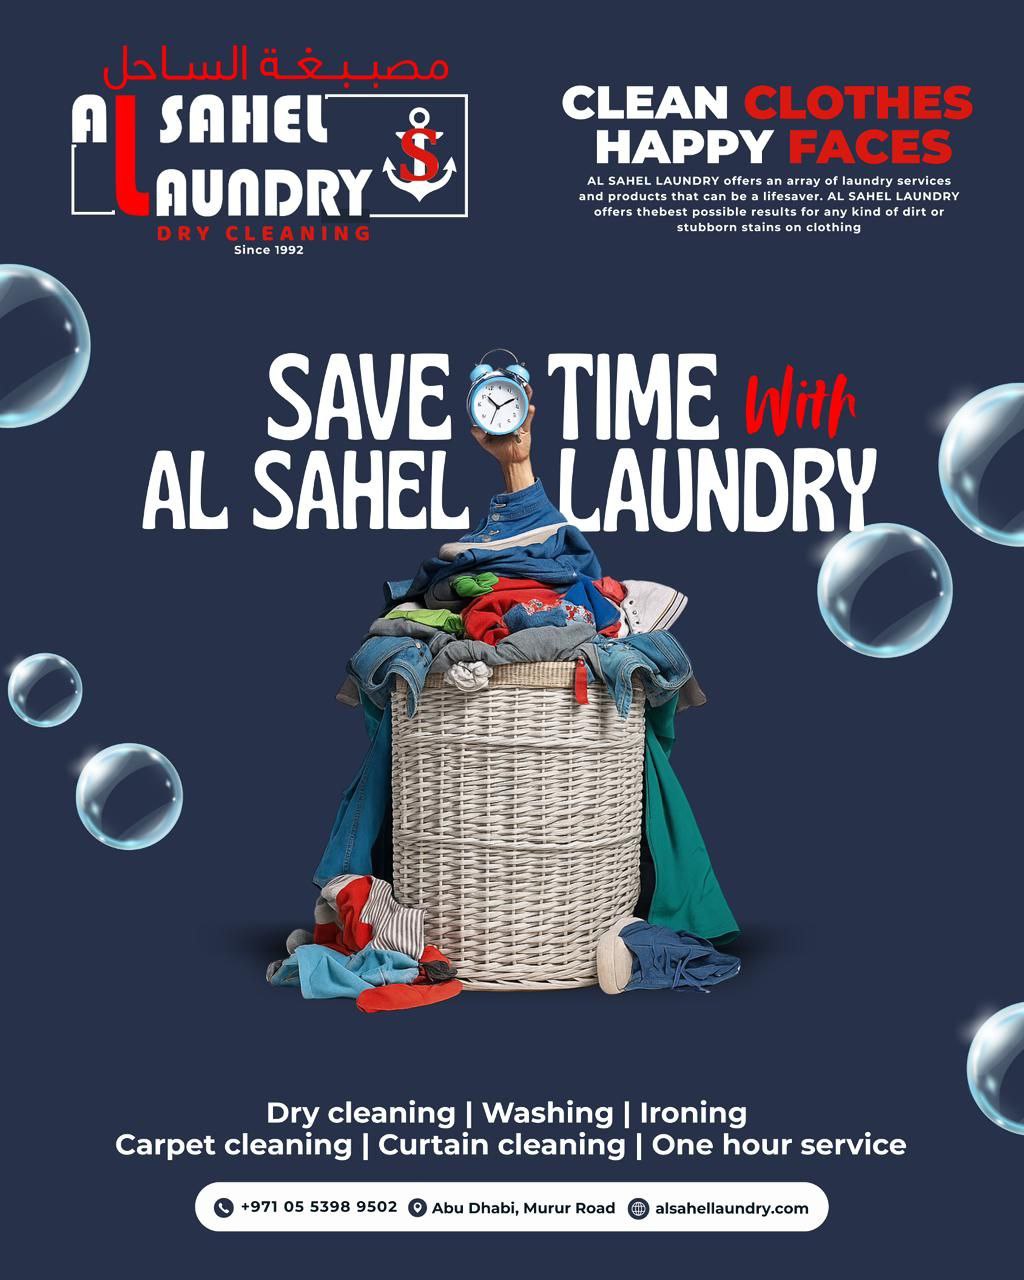 مصبغة الساحل
AL SAHEL
LAUNDRY
S
DRY CLEANING
Since 1992
CLEAN CLOTHES
HAPPY FACES
AL SAHEL LAUNDRY offers an array of laundry services
and products that can be a lifesaver. AL SAHEL LAUNDRY
offers thebest possible results for any kind of dirt or
stubborn stains on clothing
SAVE TIME With
AL SAHEL LAUNDRY
Dry cleaning | Washing | Ironing
Carpet cleaning | Curtain cleaning | One hour service
+971 05 5398 9502 Abu Dhabi, Murur Road alsahellaundry.com